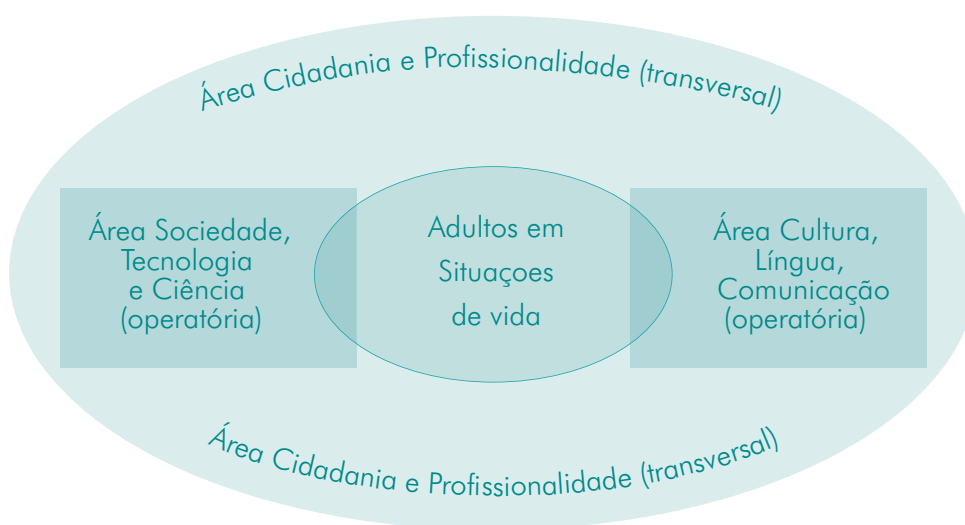 Área Cidadania e Profissionalidade (transversal)
Área Sociedade,
Tecnologia
e Ciência
(operatória)
Adultos em
Situaçoes
de vida
Área Cultura,
Língua,
Comunicação
(operatória)
Área Cidadania e Profissionalidade (transversal)